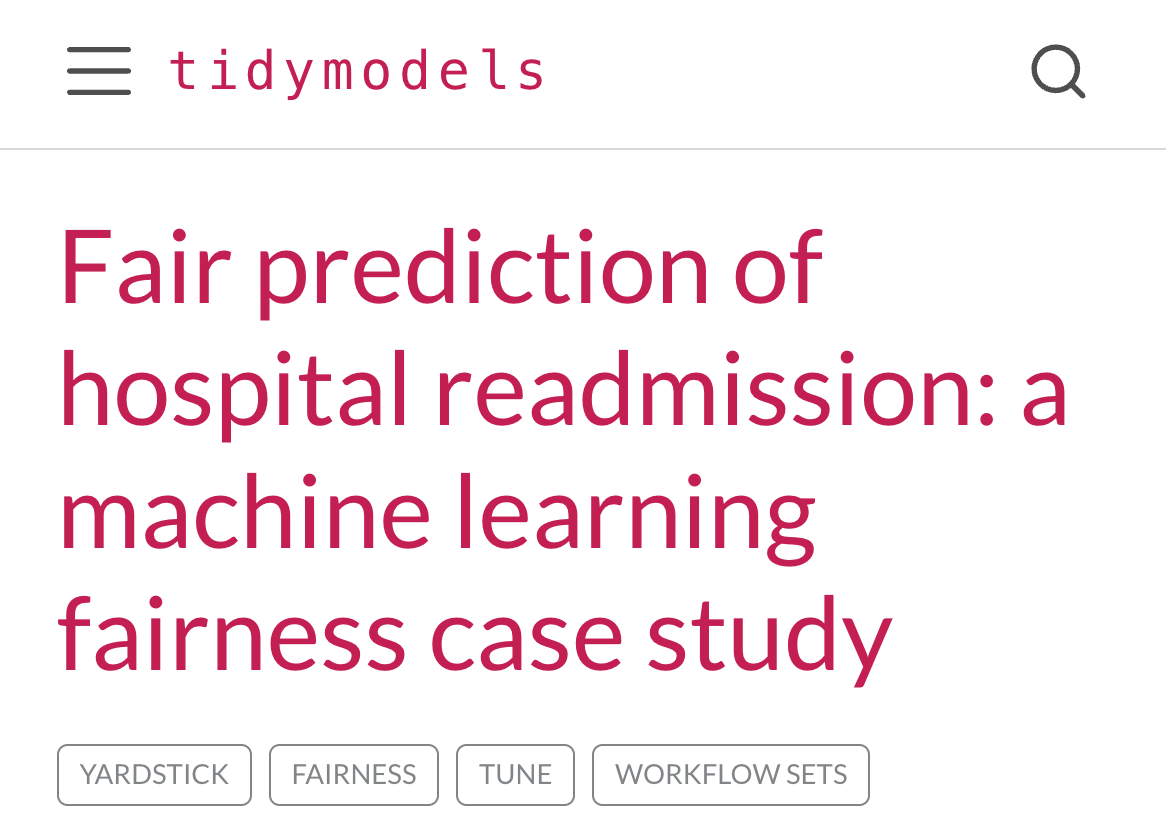 tidymodels
Fair prediction of
hospital readmission: a
machine learning
fairness case study
YARDSTICK FAIRNESS TUNE WORKFLOW SETS